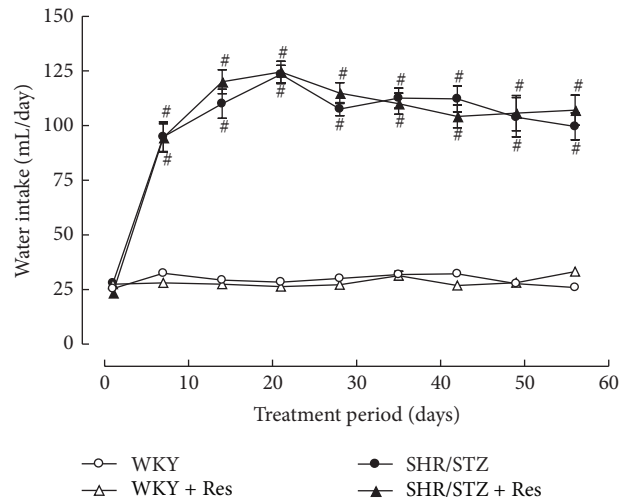 150
125
100
75
50
25
0
Water intake (mL/day)
# # # # # # # #
# # # # # # # #
0 10 20 30 40 50 60
Treatment period (days)
WKY SHR/STZ
WKY + Res SHR/STZ + Res